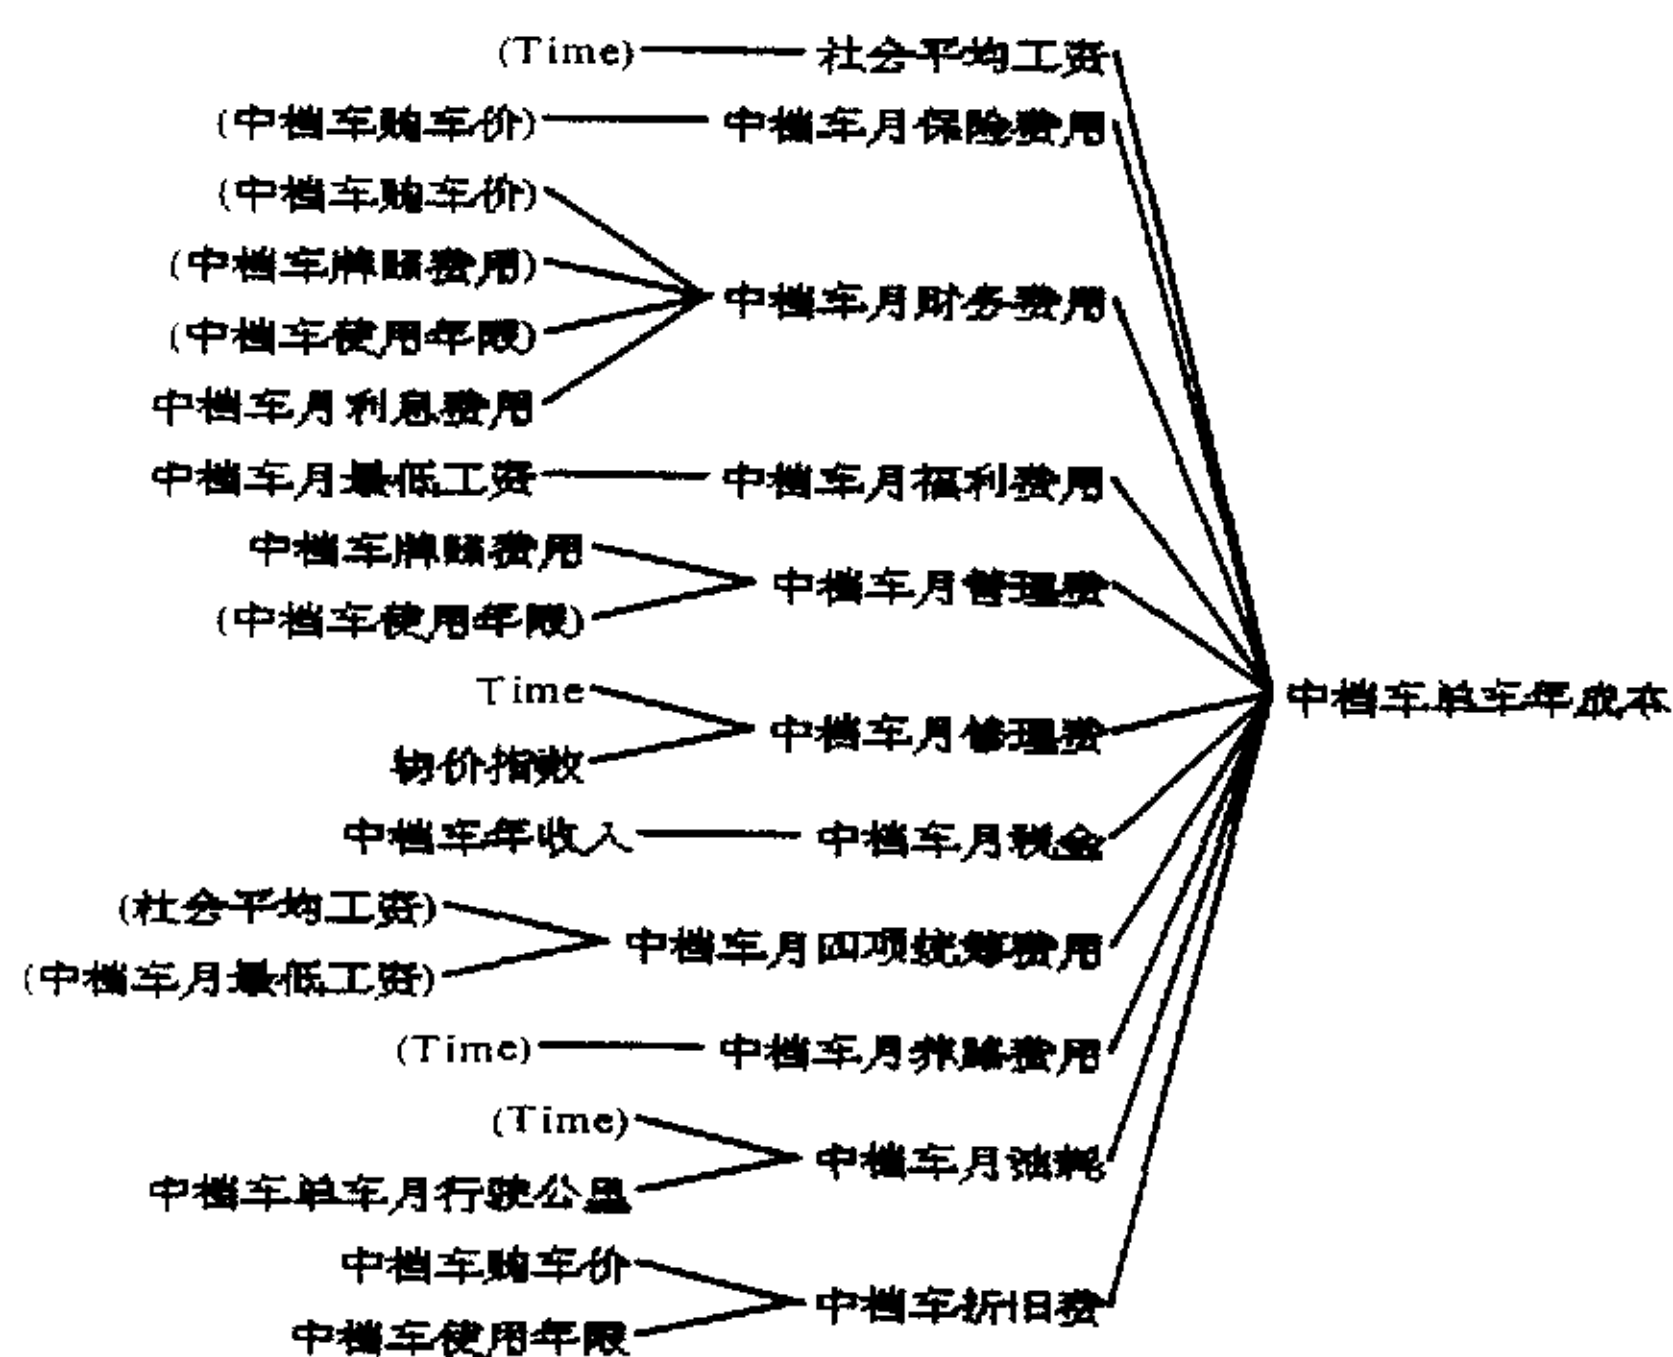 (Time) 社会平均工资
(中档车购车价) 中档车月保险费用
(中档车购车价)
(中档车牌照费用)
中档车月财务费用
(中档车使用年限)
中档车月利息费用
中档车月最低工资 中档车月福利费用
中档车牌照费用
中档车月管理费
(中档车使用年限)
Time
中档车单车年成本
中档车月修理费
物价指数
中档车年收入 中档车月税金
(社会平均工资)
中档车月四项统筹费用
(中档车月最低工资)
(Time) 中档车月养路费用
(Time)
中档车月油耗
中档车单车月行驶公里
中档车购车价
中档车折旧费
中档车使用年限